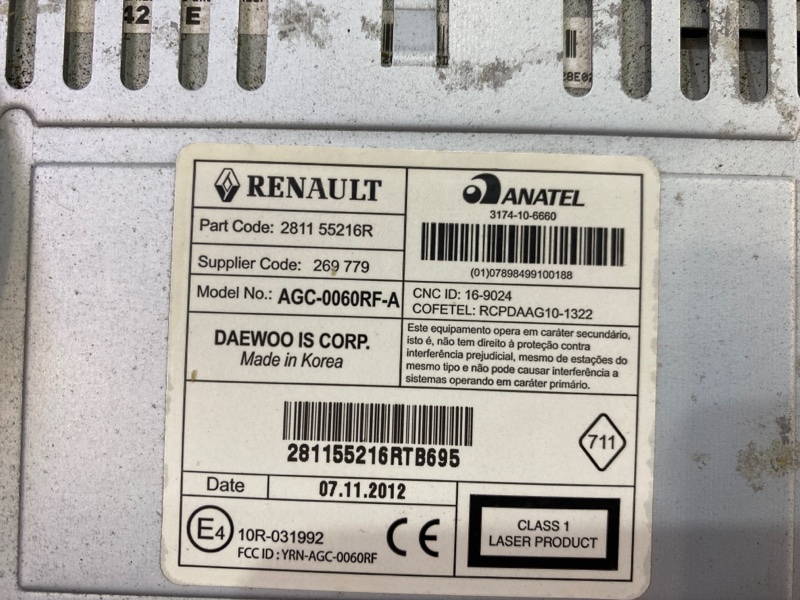 42 E
28E02
RENAULT
Part Code: 2811 55216R
Supplier Code: 269 779
Model No.: AGC-0060RF-A
DAEWOO IS CORP.
Made in Korea
ANATEL
3174-10-6660
(01)07898499100188
CNC ID: 16-9024
COFETEL: RCPDAAG10-1322
Este equipamento opera em caráter secundário,
isto é, não tem direito à proteção contra
interferência prejudicial, mesmo de estações do
mesmo tipo e não pode causar interferência a
sistemas operando em caráter primário.
281155216RTB695
711
Date 07.11.2012
E4 10R-031992
FCC ID : YRN-AGC-0060RF
CE
CLASS 1
LASER PRODUCT